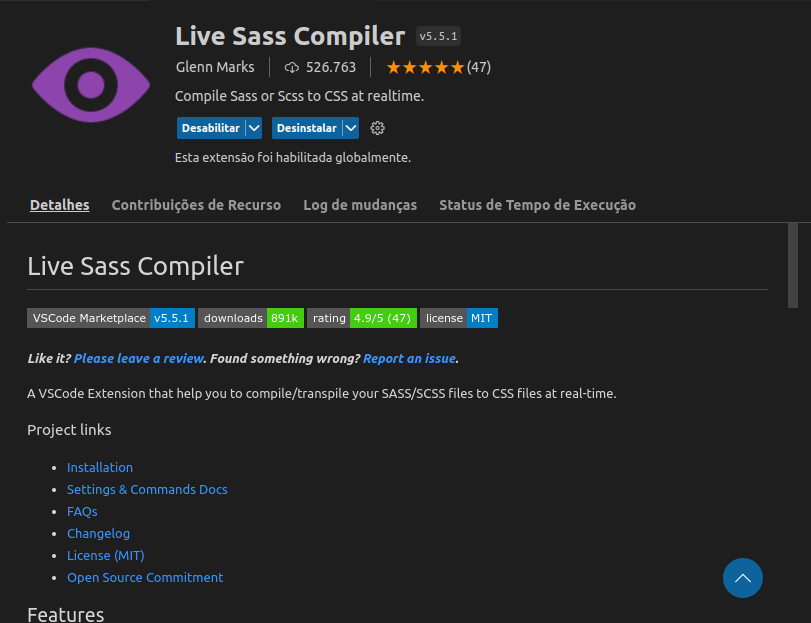 Live Sass Compiler v5.5.1
Glenn Marks 526.763 (47)
Compile Sass or Scss to CSS at realtime.
Desabilitar Desinstalar
Esta extensão foi habilitada globalmente.
Detalhes Contribuições de Recurso Log de mudanças Status de Tempo de Execução
Live Sass Compiler
VSCode Marketplace v5.5.1 downloads 891k rating 4.9/5 (47) license MIT
Like it? Please leave a review. Found something wrong? Report an issue.
A VSCode Extension that help you to compile/transpile your SASS/SCSS files to CSS files at real-time.
Project links
Installation
Settings & Commands Docs
FAQs
Changelog
License (MIT)
Open Source Commitment
Features